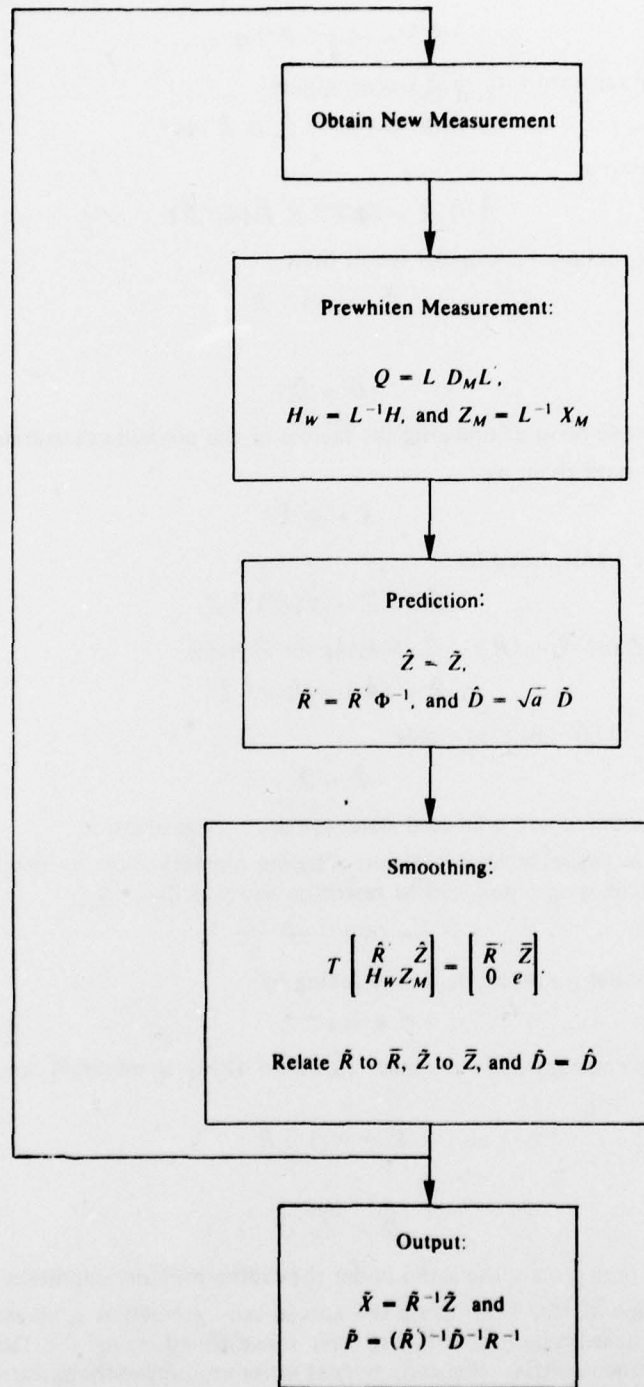 Obtain New Measurement
Prewhiten Measurement:
Q = L D_M L′,
H_W = L⁻¹H, and Z_M = L⁻¹ X_M
Prediction:
Ẑ = Z̃,
R̃′ = R̃′ Φ⁻¹, and D̂ = √a D̃
Smoothing:
T [ R̂′ Ẑ ] = [ R̄′ Z̄ ].
[ H_W Z_M ] [ 0 e ]
Relate R̃ to R̄, Ẑ to Z̄, and D̂ = D̂
Output:
X̃ = R̃⁻¹Z̃ and
P̃ = (R̃′)⁻¹D̃⁻¹R⁻¹